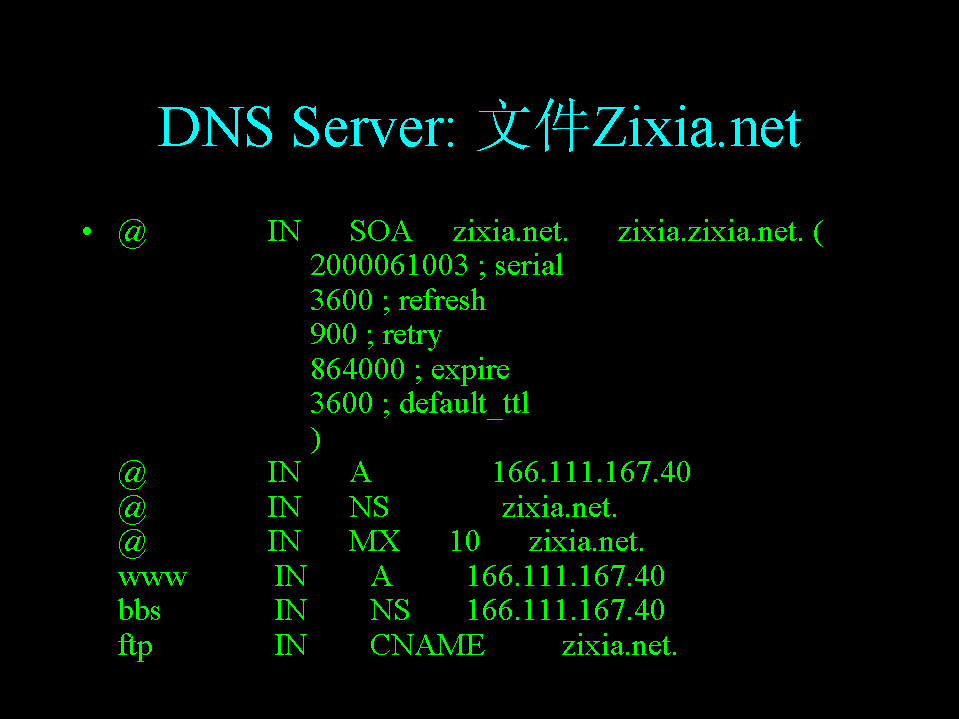 DNS Server: 文件Zixia.net
• @ IN SOA zixia.net. zixia.zixia.net. (
2000061003 ; serial
3600 ; refresh
900 ; retry
864000 ; expire
3600 ; default_ttl
)
@ IN A 166.111.167.40
@ IN NS zixia.net.
@ IN MX 10 zixia.net.
www IN A 166.111.167.40
bbs IN NS 166.111.167.40
ftp IN CNAME zixia.net.